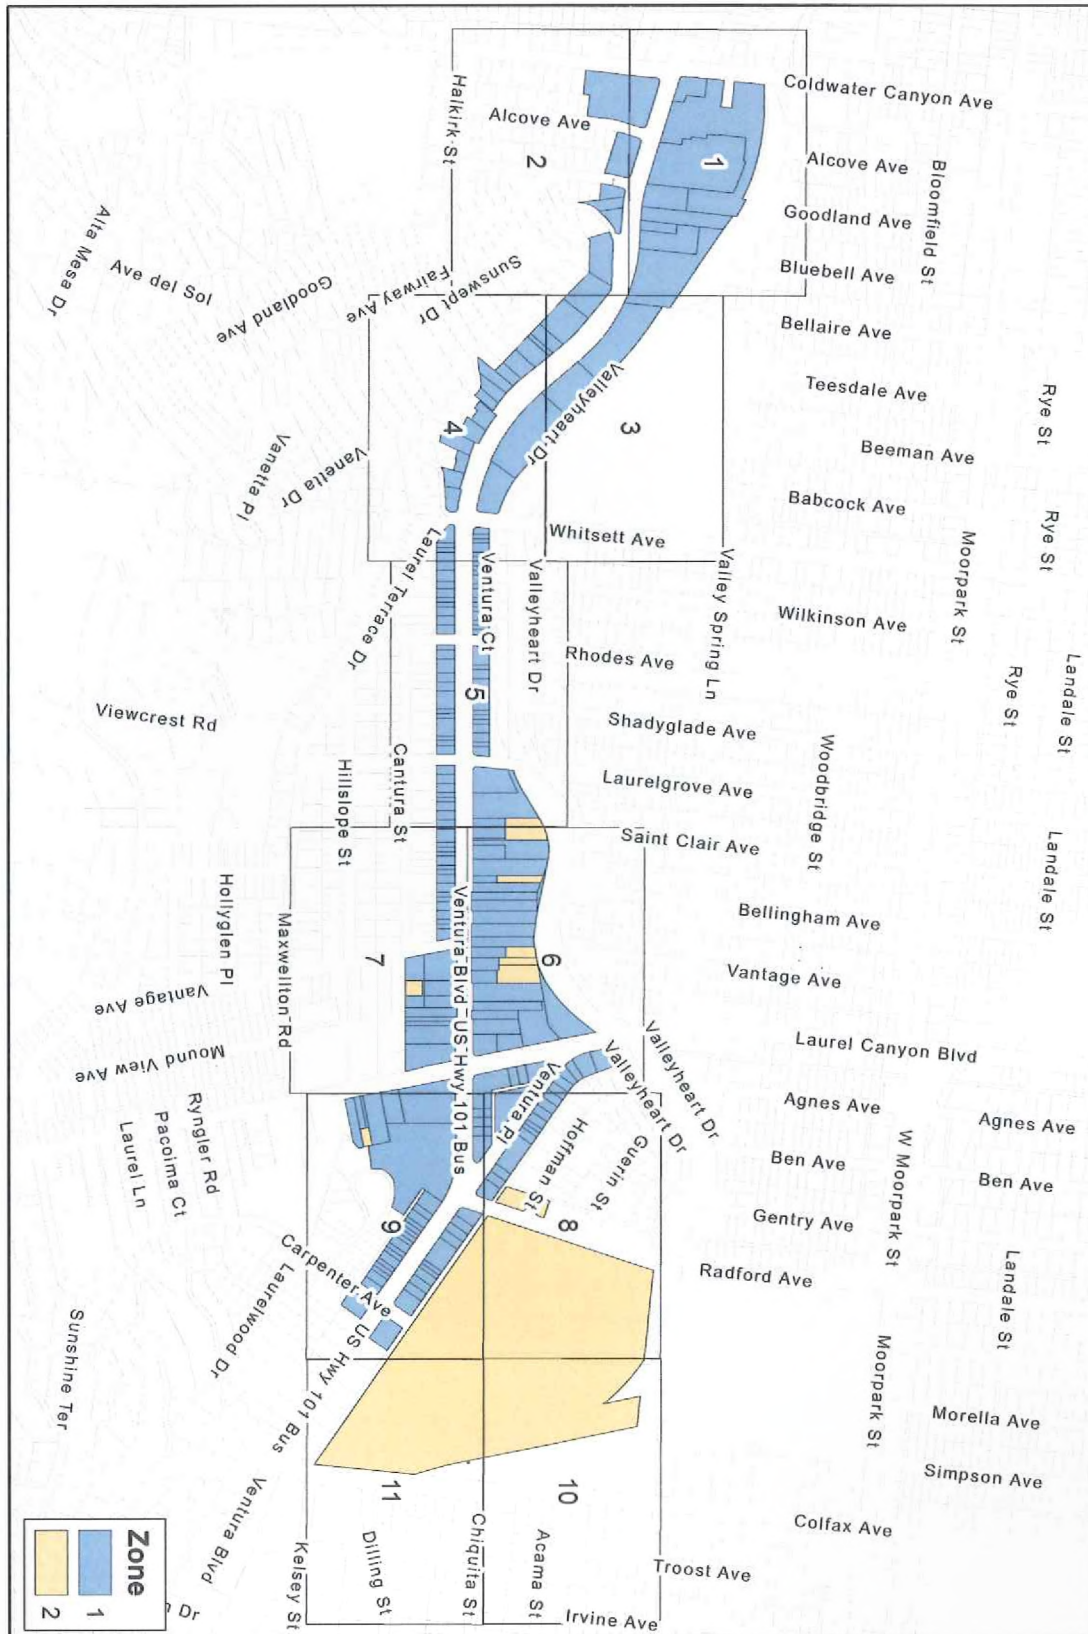 Coldwater Canyon Ave
Halkirk St
Alcove Ave
2
1
Alcove Ave
Bloomfield St
Goodland Ave
Bluebell Ave
Alta Mesa Dr
Ave del Sol
Goodland Ave
Fairway Ave
Sunswept Dr
Bellaire Ave
Teesdale Ave
Rye St
Valleyheart Dr
3
4
Beeman Ave
Vanetta Pl
Vanetta Dr
Babcock Ave
Whitsett Ave
Rye St
Moorpark St
Laurel Terrace Dr
Ventura Ct
Valleyheart Dr
Valley Spring Ln
Wilkinson Ave
Rhodes Ave
Rye St
Landale St
5
Viewcrest Rd
Shadyglade Ave
Cantura St
Hillslope St
Laurelgrove Ave
Woodbridge St
Saint Clair Ave
Landale St
Hollyglen Pl
Maxwellton Rd
Bellingham Ave
Ventura Blvd
US Hwy 101 Bus
7
6
Vantage Ave
Vantage Ave
Mound View Ave
Laurel Canyon Blvd
Valleyheart Dr
Valleyheart Dr
Ventura Pl
Agnes Ave
Agnes Ave
Ryngler Rd
Pacoima Ct
Laurel Ln
Hoffman St
Guerin St
Ben Ave
W Moorpark St
Ben Ave
9
8
Gentry Ave
Carpenter Ave
Laurelwood Dr
Radford Ave
Landale St
Sunshine Ter
US Hwy 101 Bus
Moorpark St
Morella Ave
Simpson Ave
11
10
Ventura Blvd
Colfax Ave
Kelsey St
Dilling St
Chiquita St
Acama St
Troost Ave
Irvine Ave
Zone
1
2
Dr